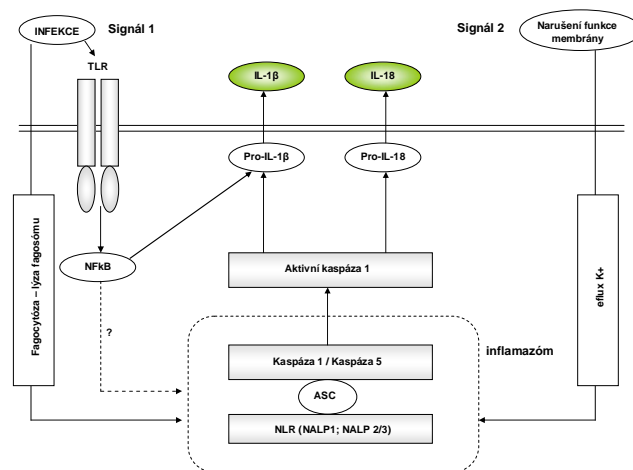 INFEKCE
Signál 1
Signál 2
Narušení funkce
membrány
TLR
IL-1β
IL-18
Pro-IL-1β
Pro-IL-18
Fagocytóza – lýza fagosómu
NFkB
Aktivní kaspáza 1
eflux K+
?
inflamazóm
Kaspáza 1 / Kaspáza 5
ASC
NLR (NALP1; NALP 2/3)